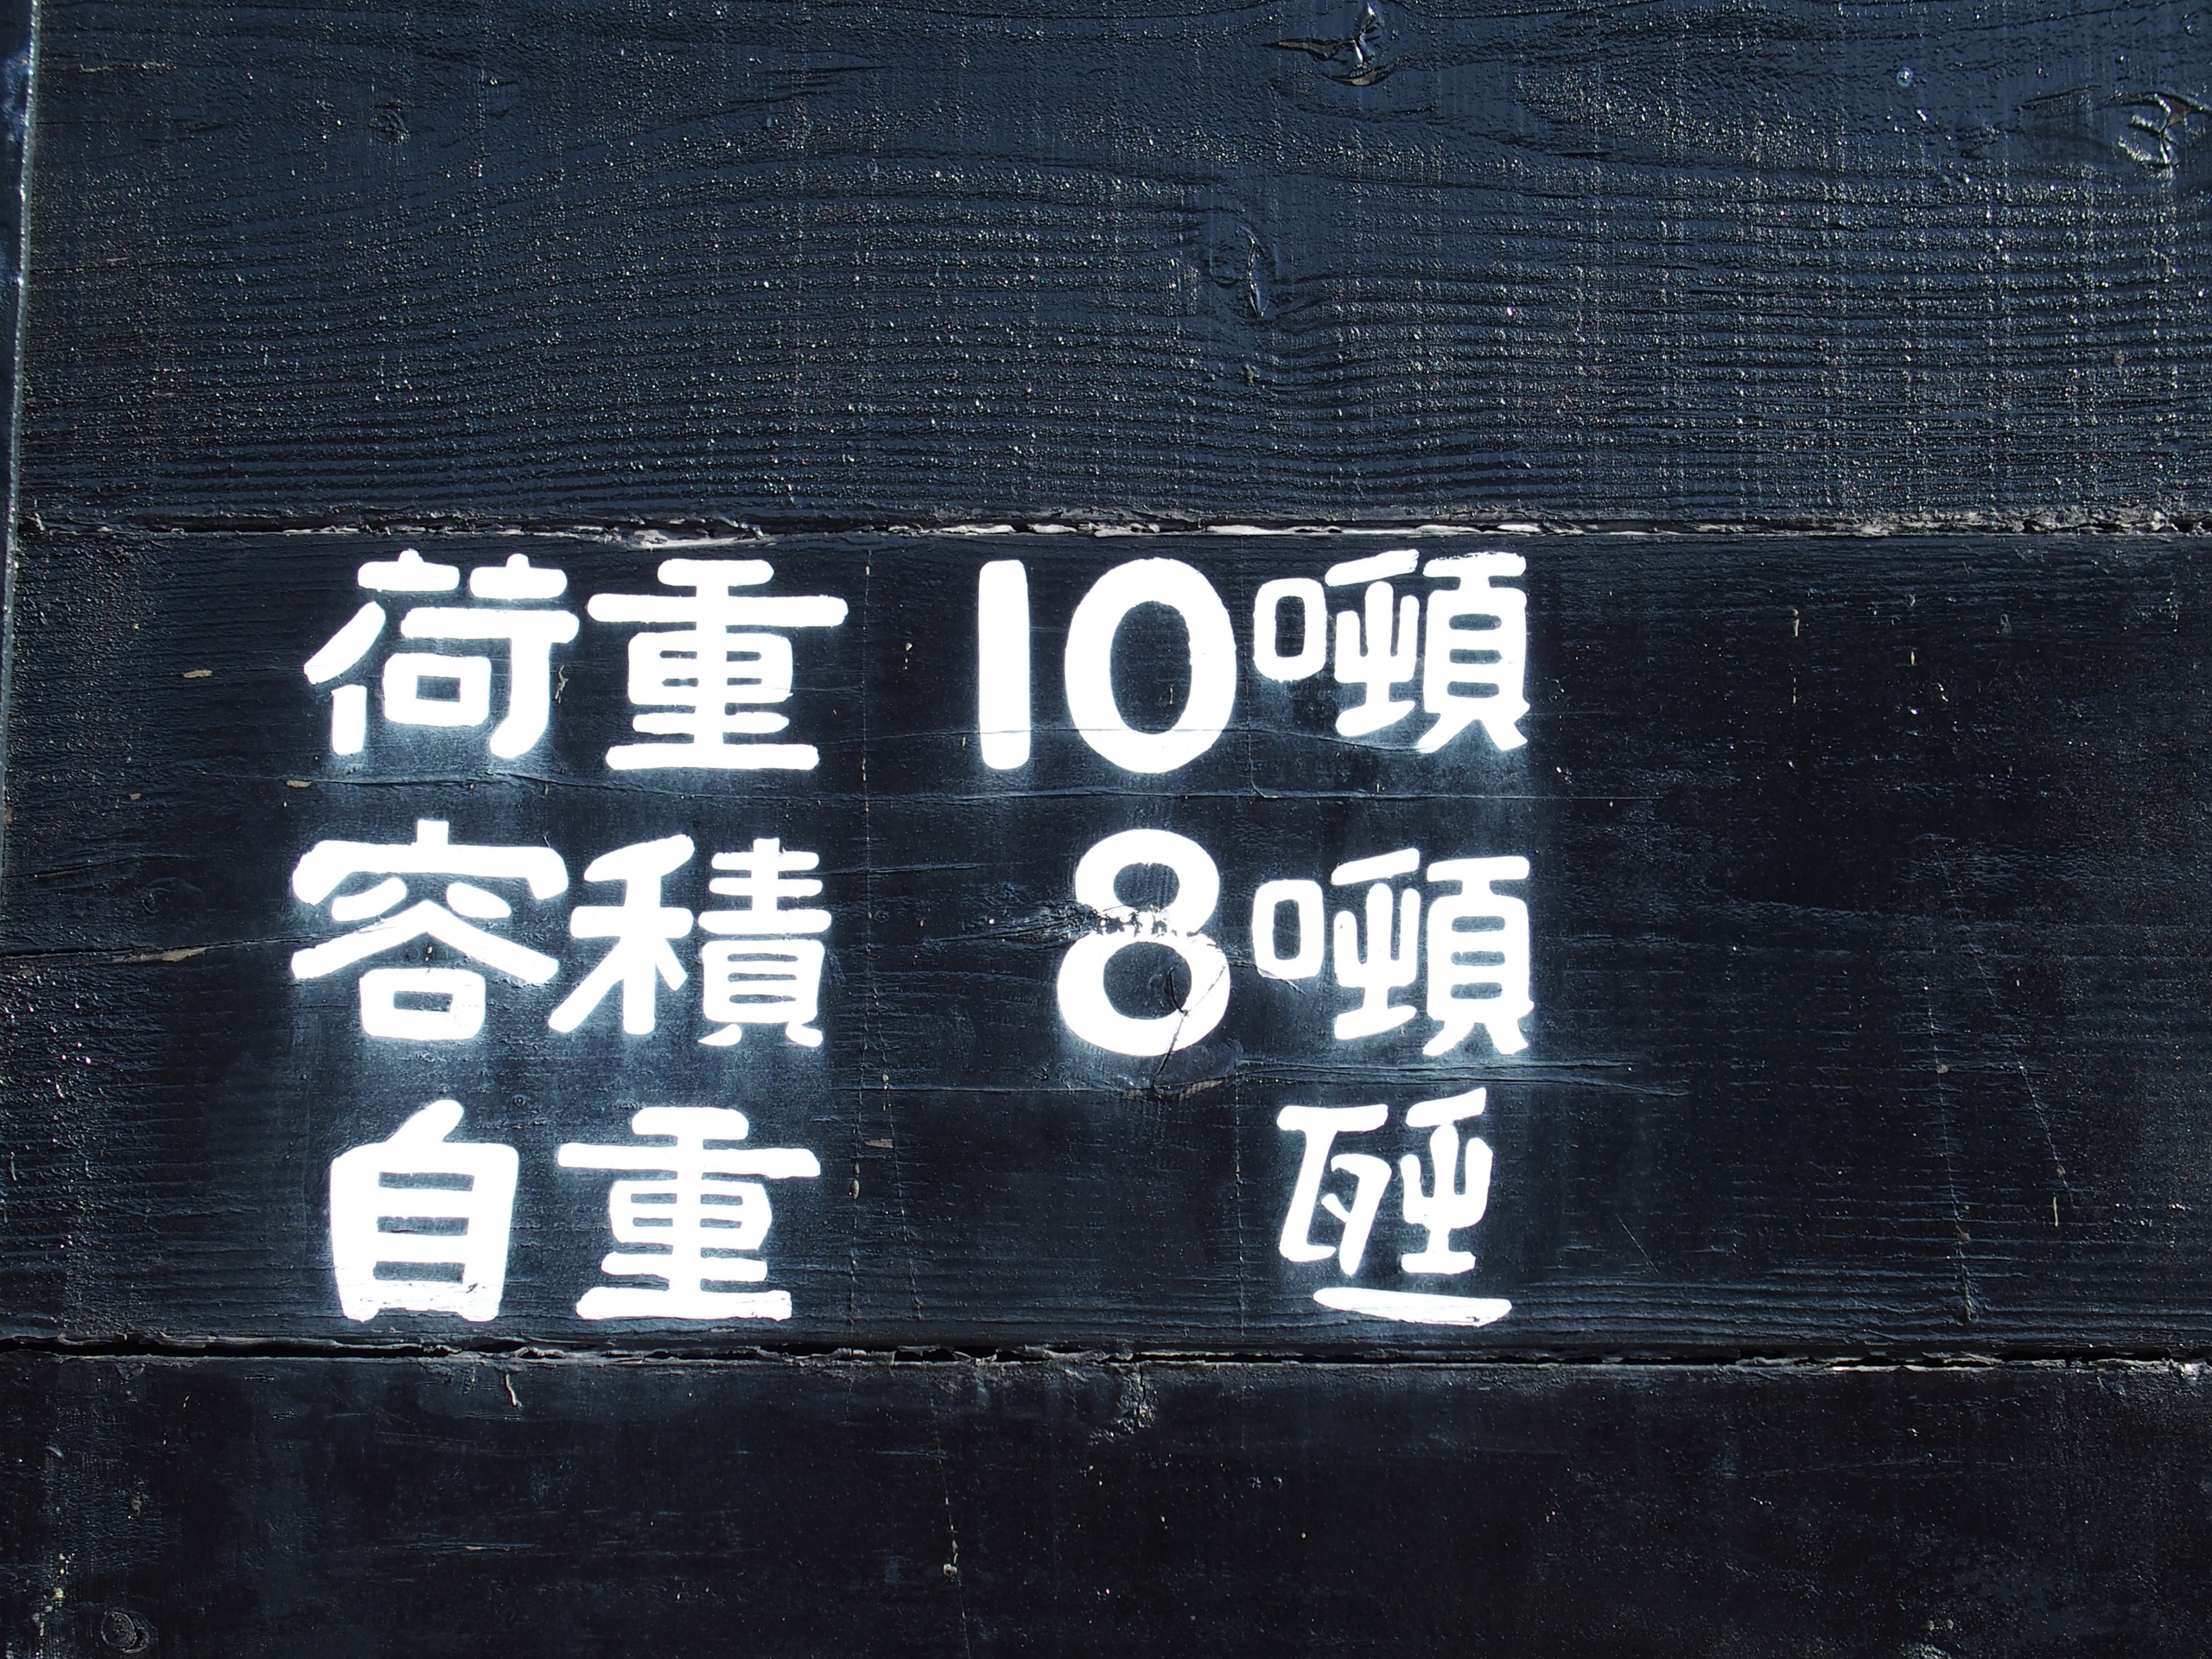 荷重 10噸
容積 8噸
自重 瓲